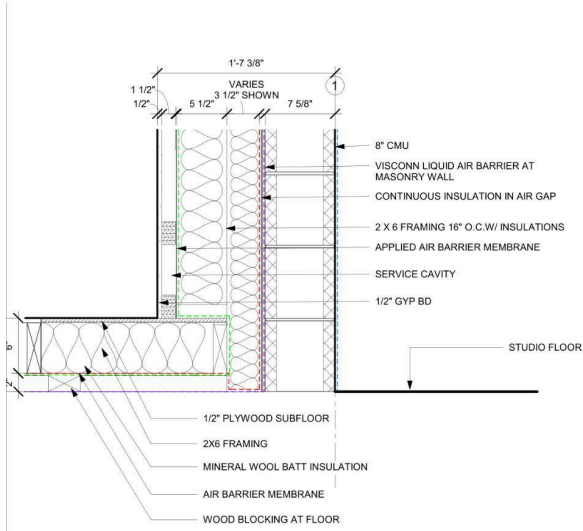 1'-7 3/8"
1
1 1/2"
1/2"
5 1/2"
VARIES
3 1/2" SHOWN
7 5/8"
8" CMU
VISCONN LIQUID AIR BARRIER AT
MASONRY WALL
CONTINUOUS INSULATION IN AIR GAP
2 X 6 FRAMING 16" O.C.W/ INSULATIONS
APPLIED AIR BARRIER MEMBRANE
SERVICE CAVITY
1/2" GYP BD
STUDIO FLOOR
1/2" PLYWOOD SUBFLOOR
2X6 FRAMING
MINERAL WOOL BATT INSULATION
AIR BARRIER MEMBRANE
WOOD BLOCKING AT FLOOR